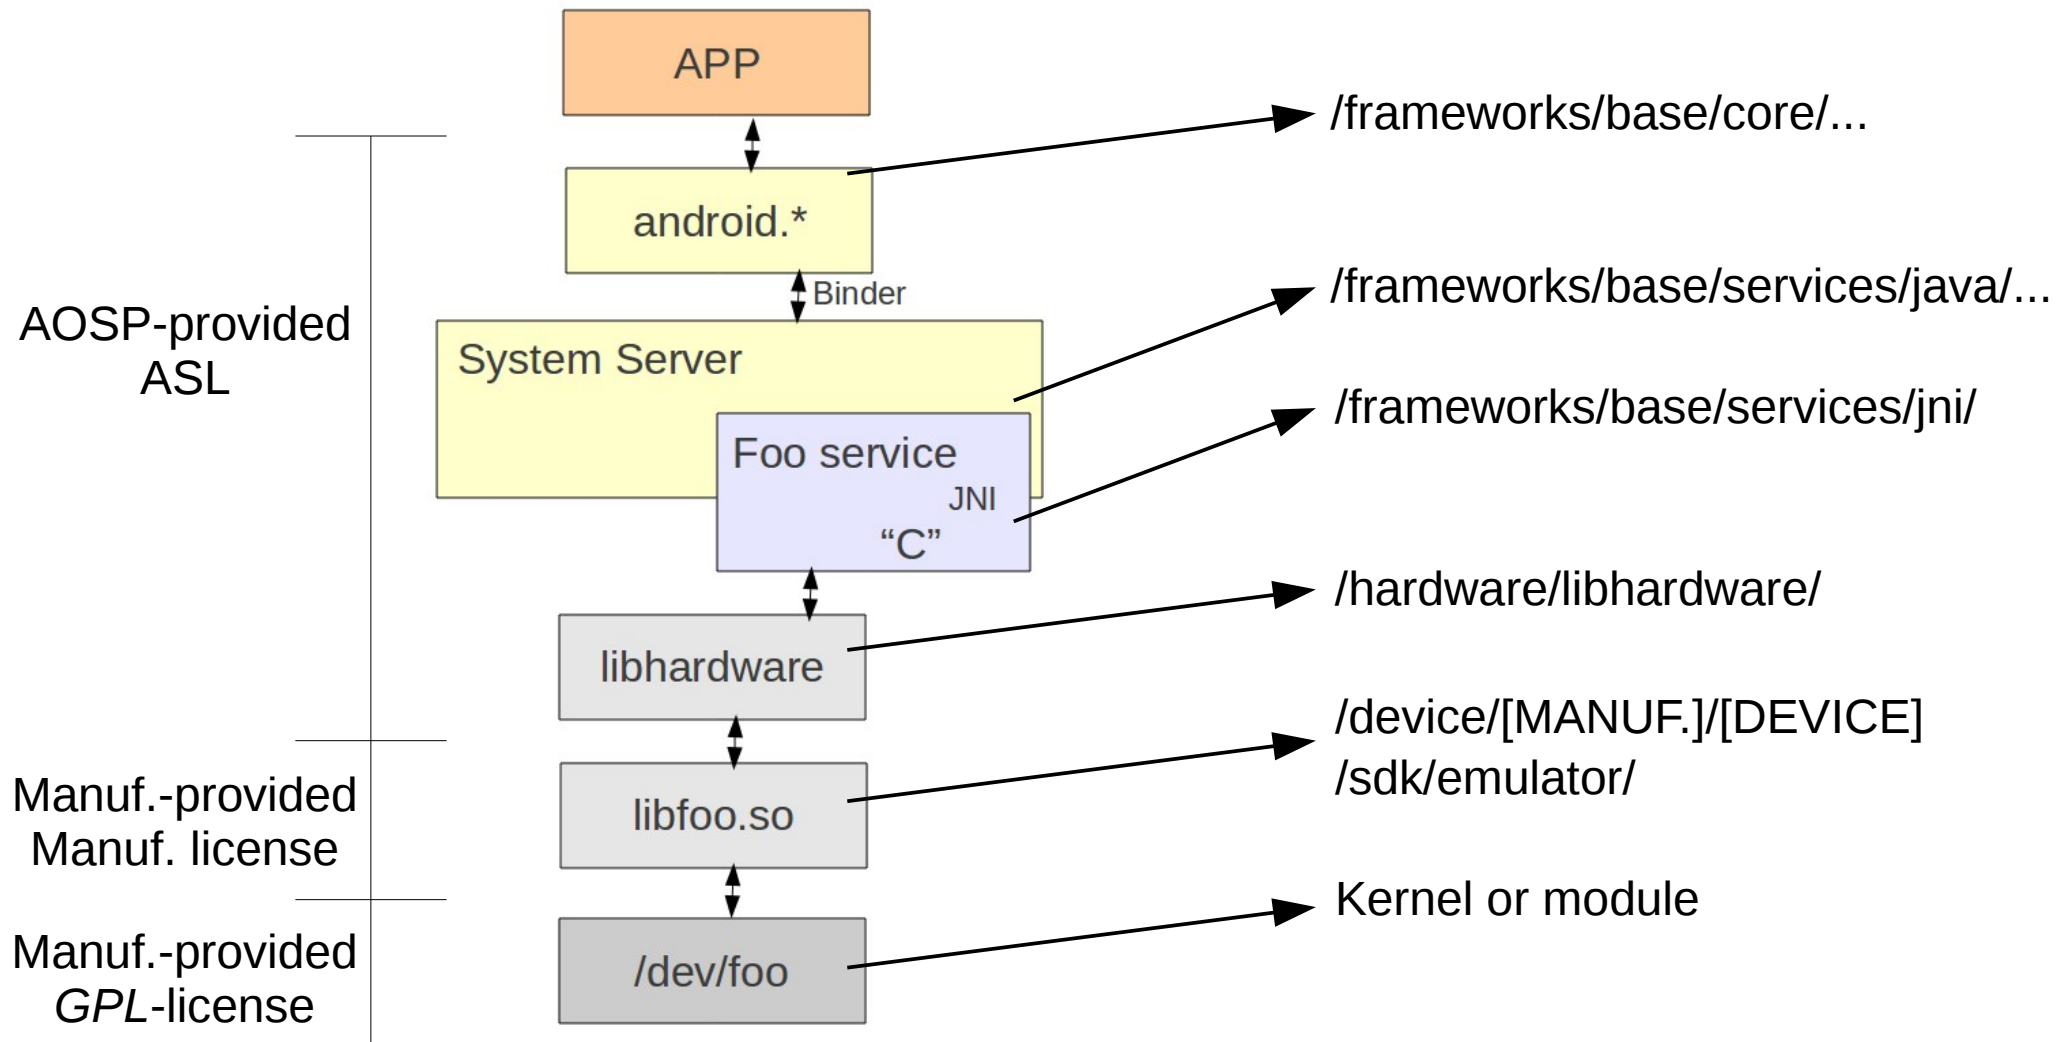 APP
/frameworks/base/core/...
android.*
Binder
/frameworks/base/services/java/...
AOSP-provided
ASL
System Server
/frameworks/base/services/jni/
Foo service
JNI
“C”
/hardware/libhardware/
libhardware
/device/[MANUF.]/[DEVICE]
/sdk/emulator/
Manuf.-provided
Manuf. license
libfoo.so
Kernel or module
Manuf.-provided
GPL-license
/dev/foo